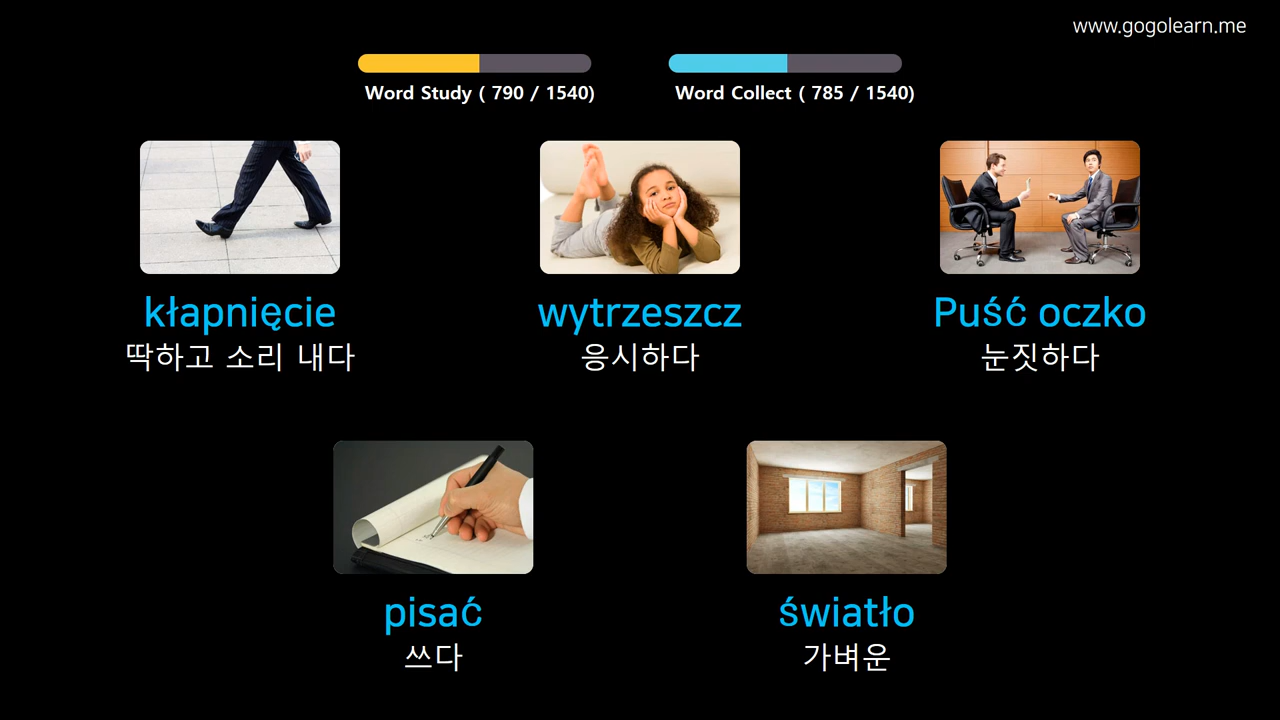 www.gogolearn.me
Word Study ( 790 / 1540)
Word Collect ( 785 / 1540)
kłapnięcie
딱하고 소리 내다
wytrzeszcz
응시하다
Puść oczko
눈짓하다
pisać
쓰다
światło
가벼운